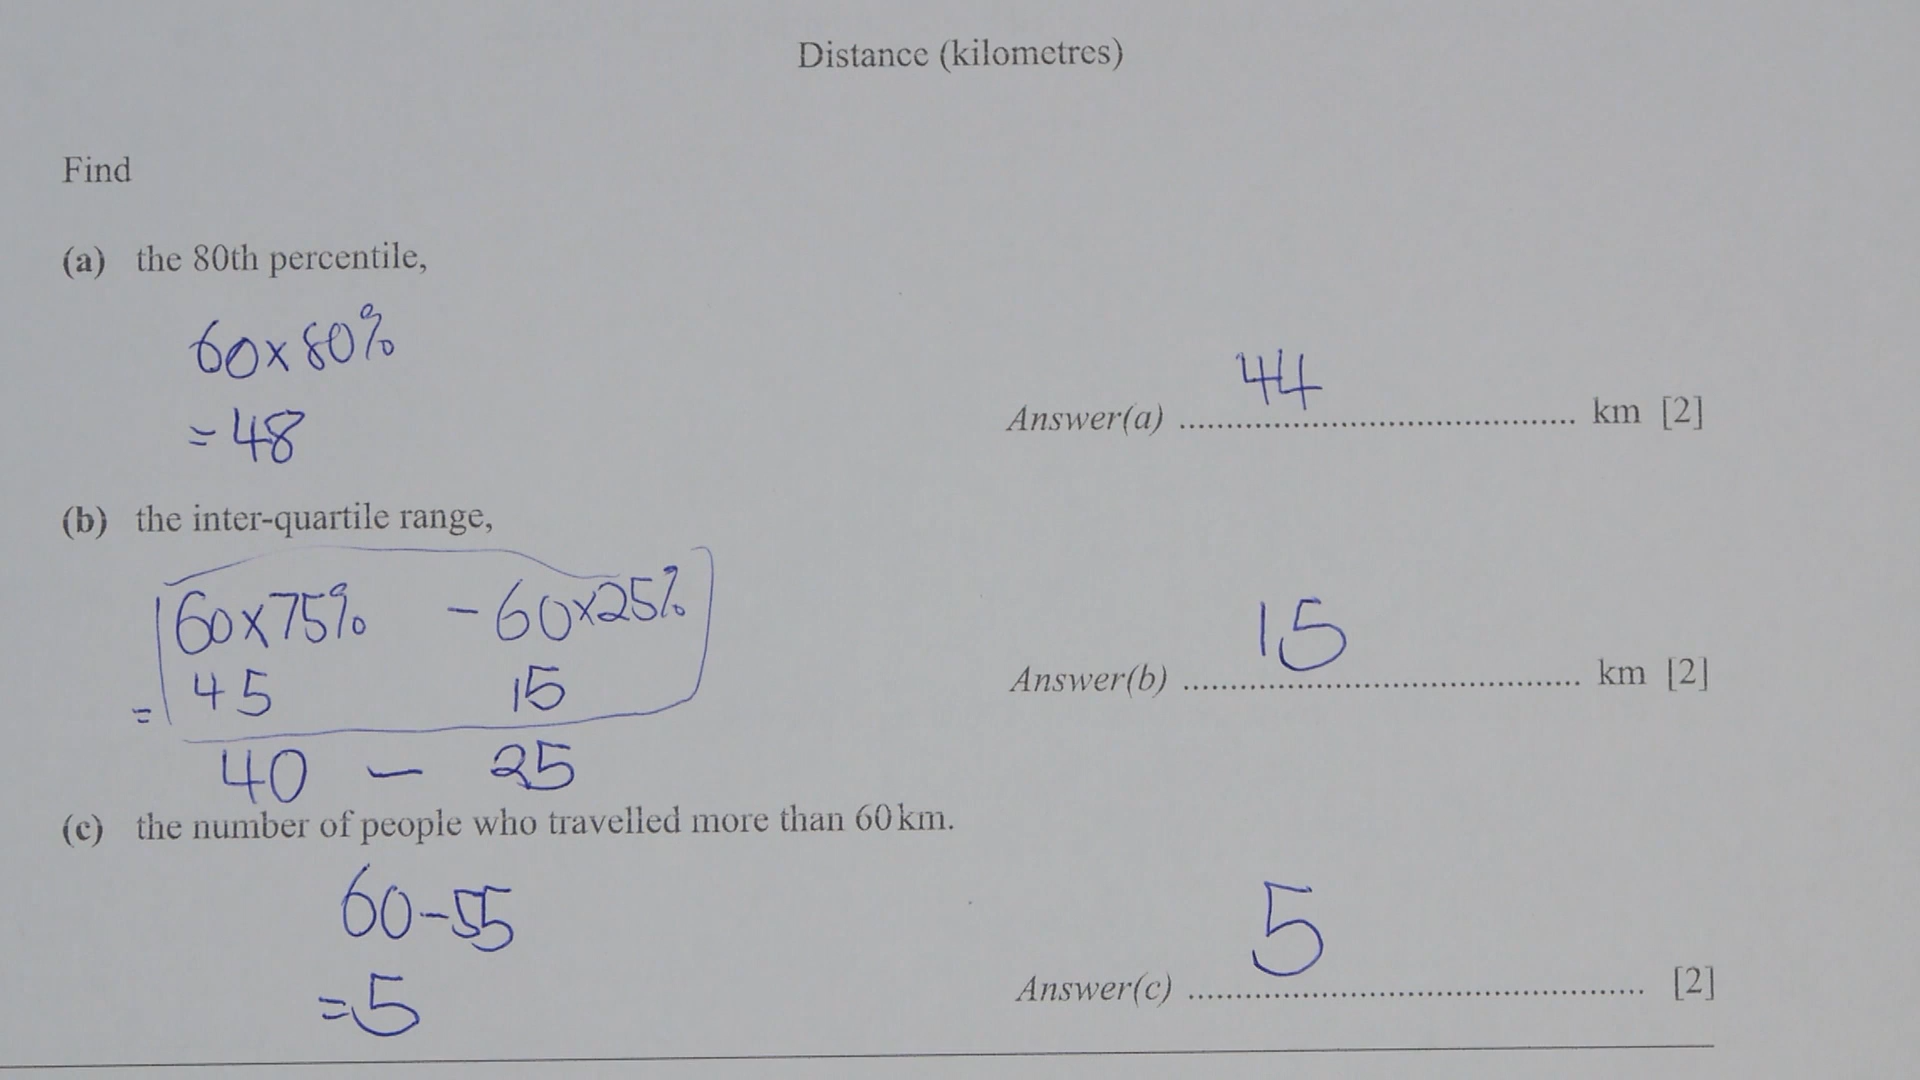 Distance (kilometres)
Find
(a) the 80th percentile,
60x80%
= 48
44
Answer(a) ........................................ km [2]
(b) the inter-quartile range,
60x75% - 60x25%
= 45 15
40 - 25
15
Answer(b) ........................................ km [2]
(c) the number of people who travelled more than 60 km.
60-55
=5
5
Answer(c) ............................................... [2]